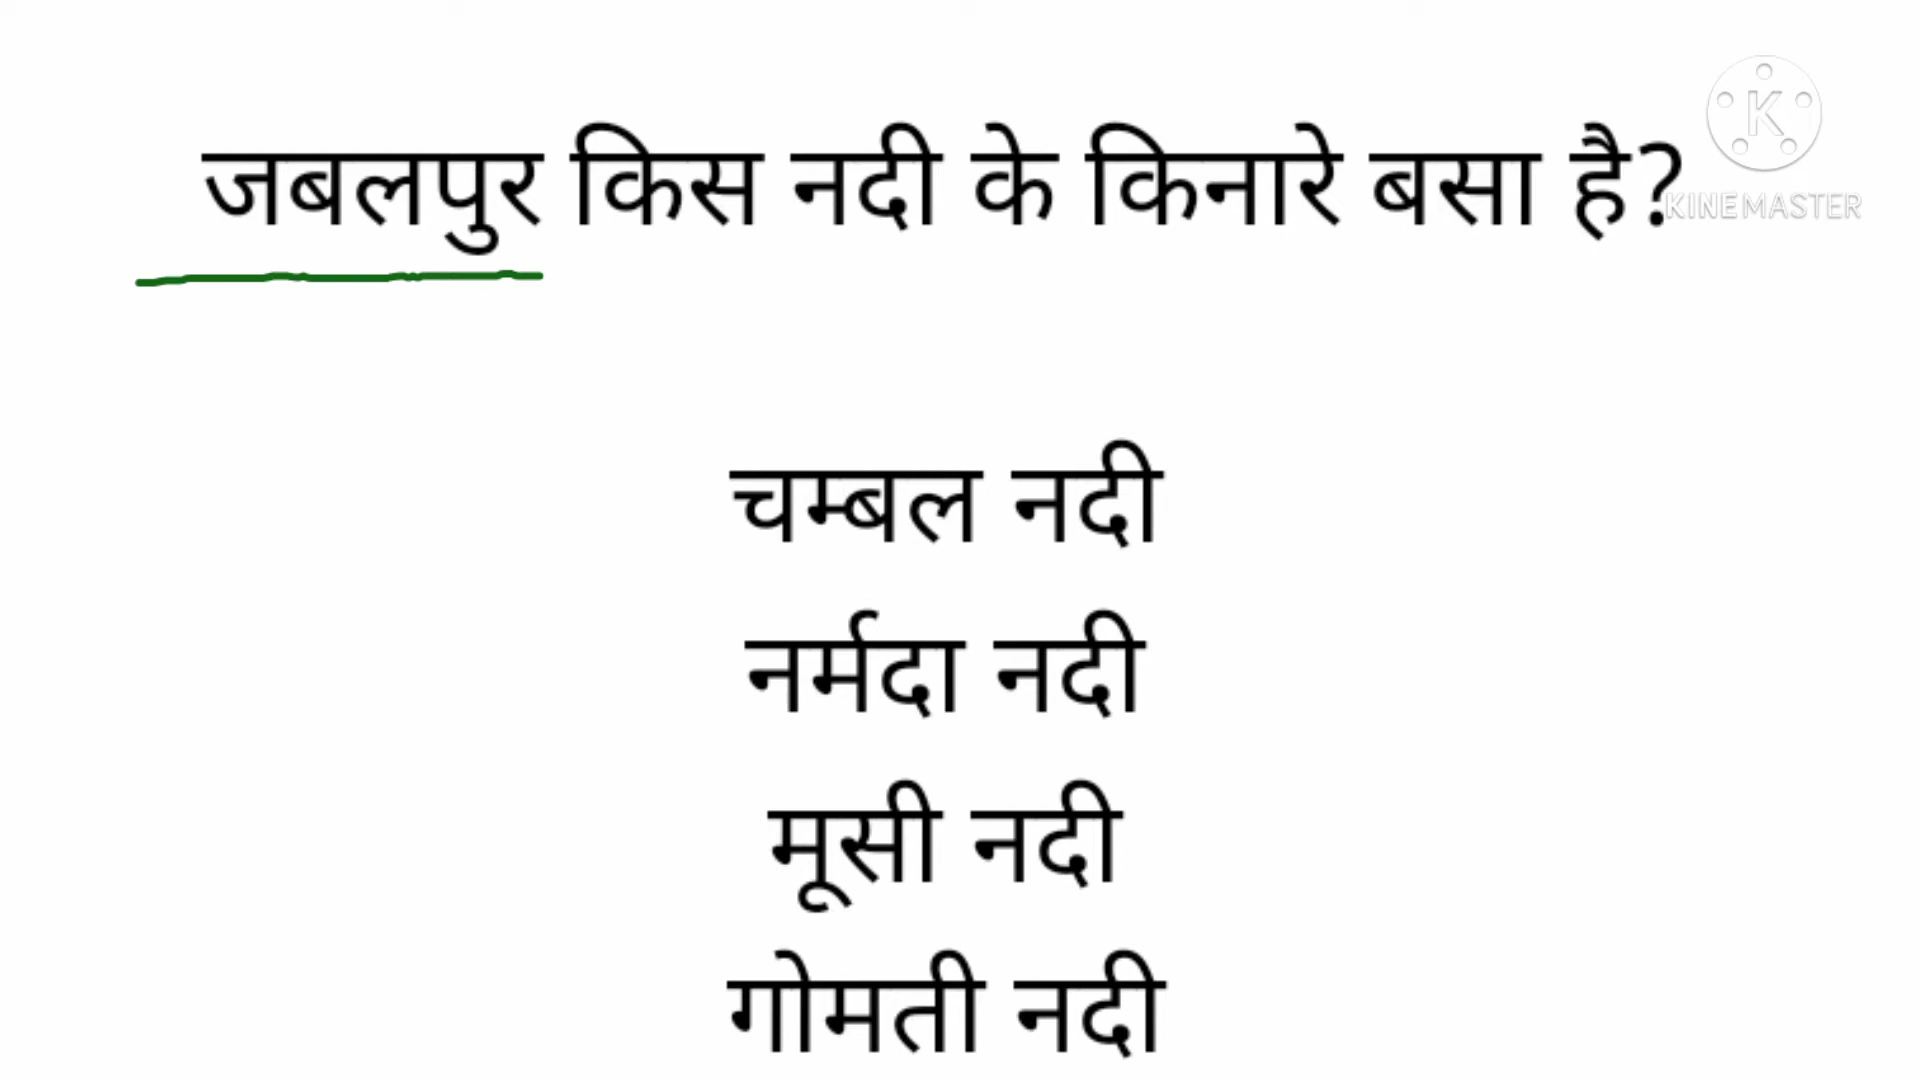 जबलपुर किस नदी के किनारे बसा है?
K
KINEMASTER
चम्बल नदी
नर्मदा नदी
मूसी नदी
गोमती नदी